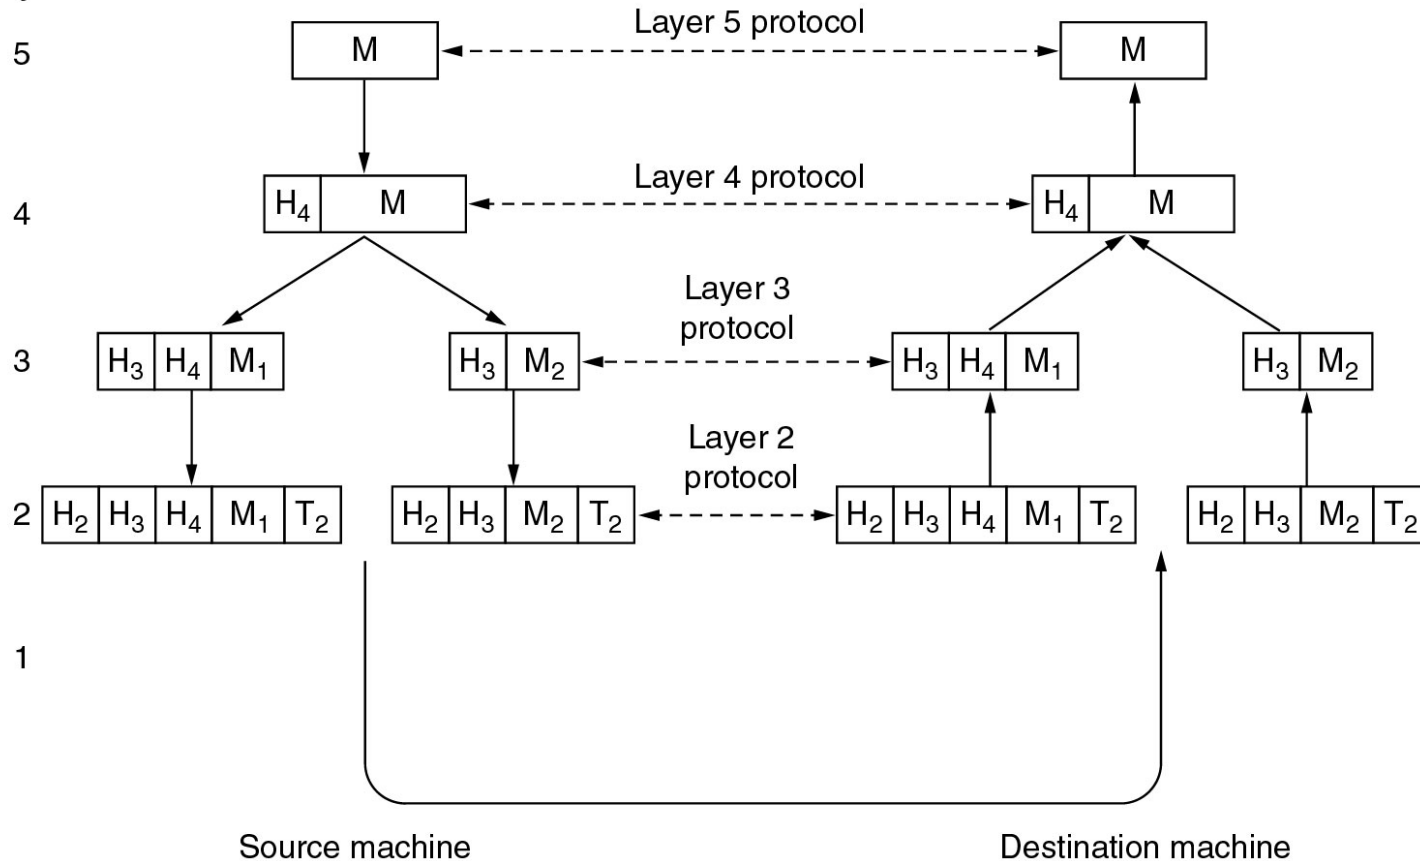 Layer 5 protocol
5 M M
Layer 4 protocol
4 H4 M H4 M
Layer 3
protocol
3 H3 H4 M1 H3 M2 H3 H4 M1 H3 M2
Layer 2
protocol
2 H2 H3 H4 M1 T2 H2 H3 M2 T2 H2 H3 H4 M1 T2 H2 H3 M2 T2
1
Source machine Destination machine